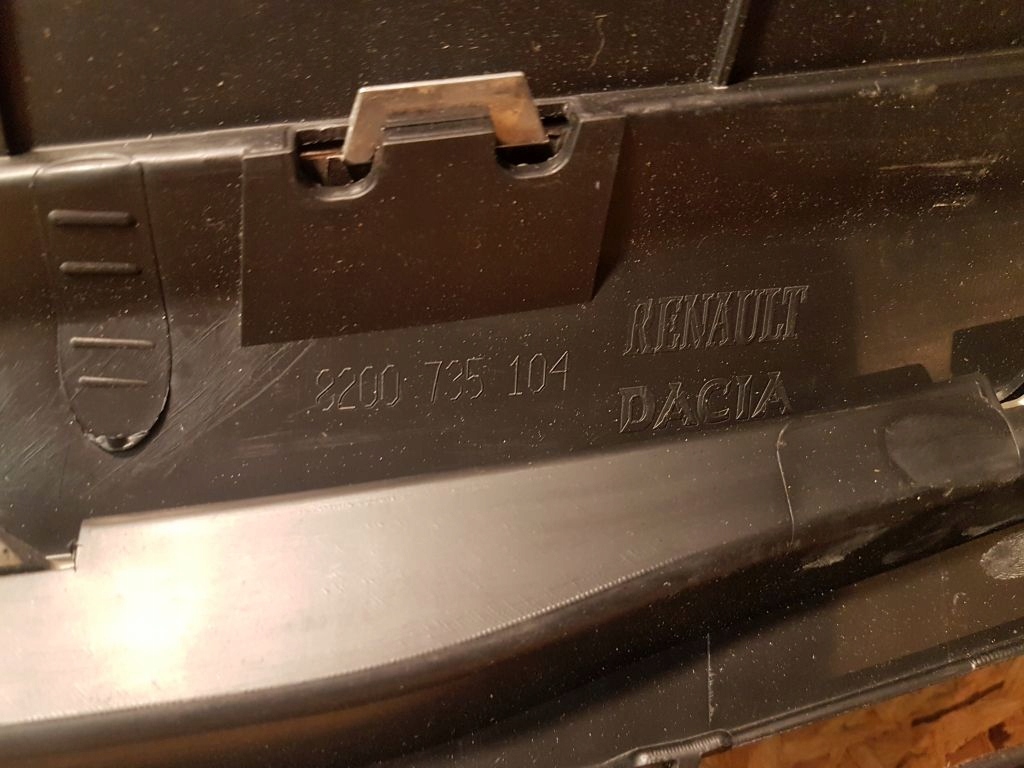 RENAULT
8200 735 104
DACIA